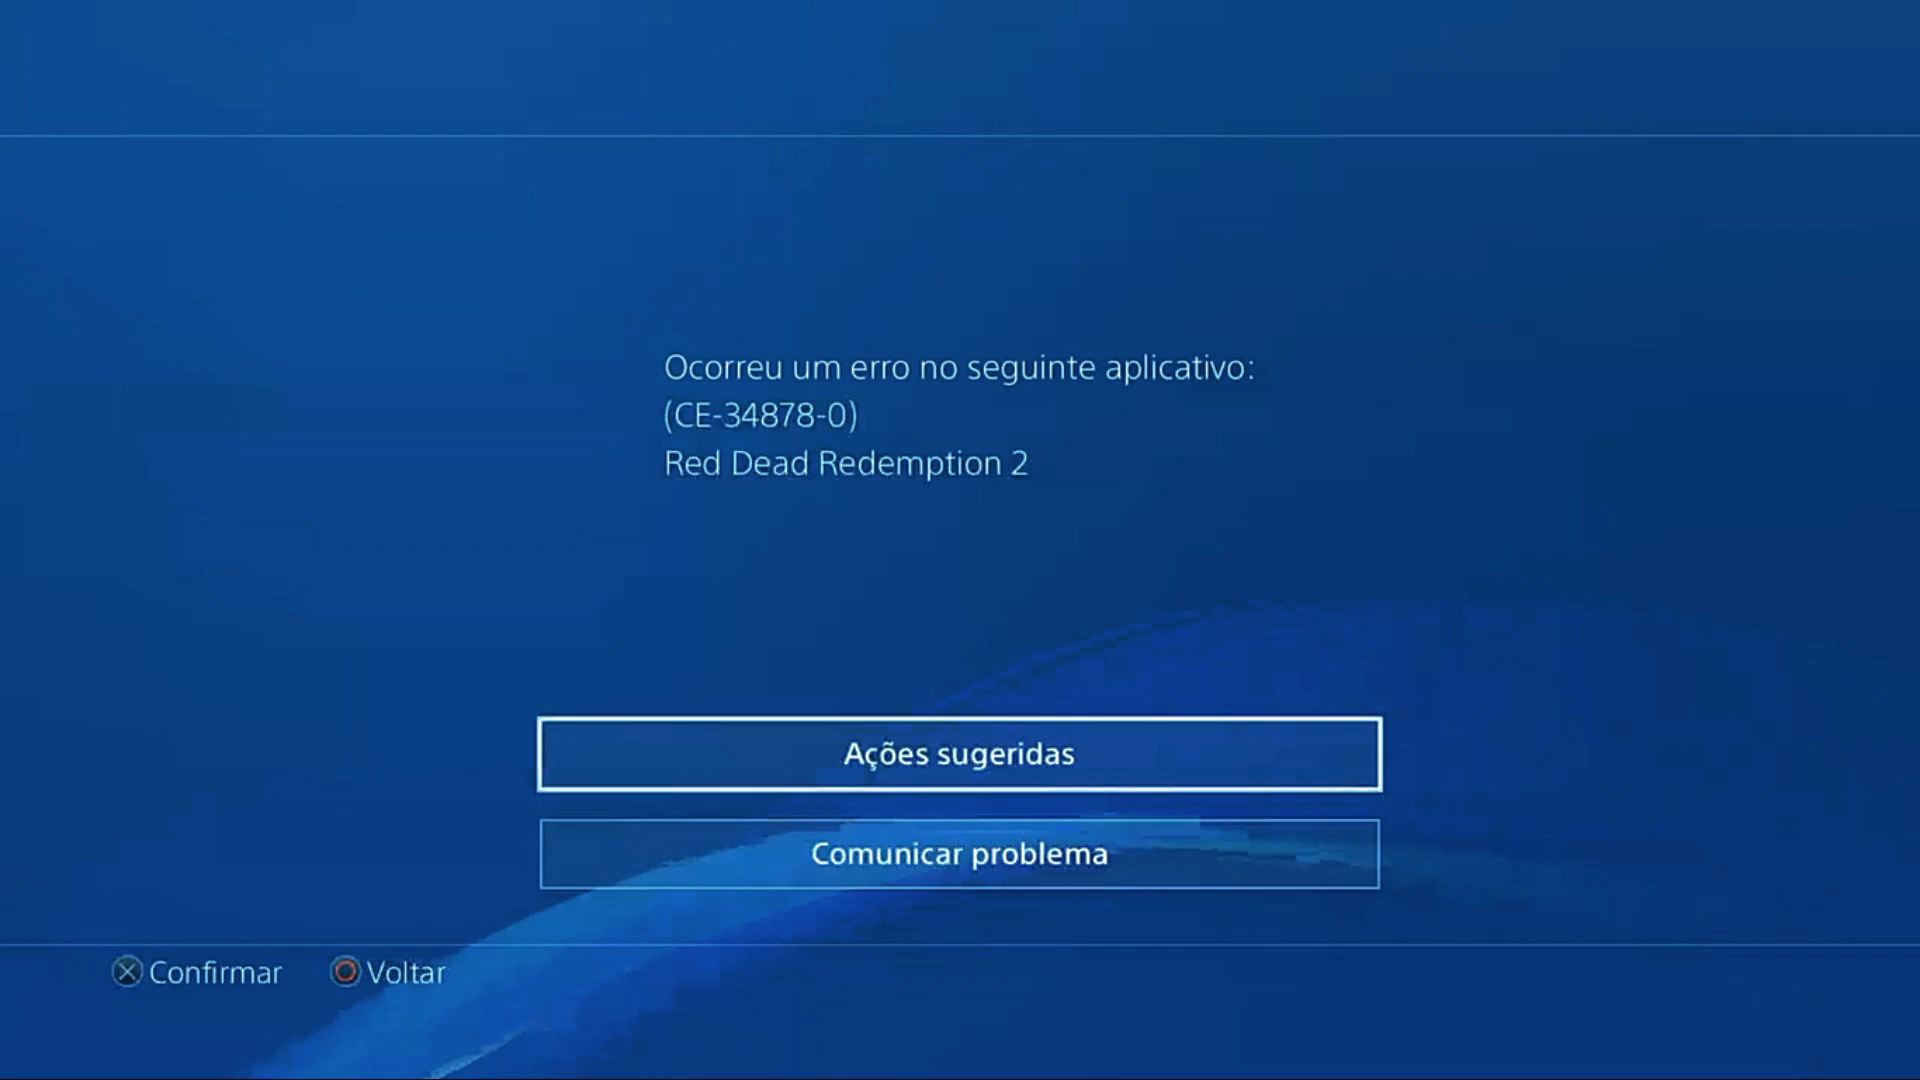 Ocorreu um erro no seguinte aplicativo:
(CE-34878-0)
Red Dead Redemption 2
Ações sugeridas
Comunicar problema
Confirmar Voltar